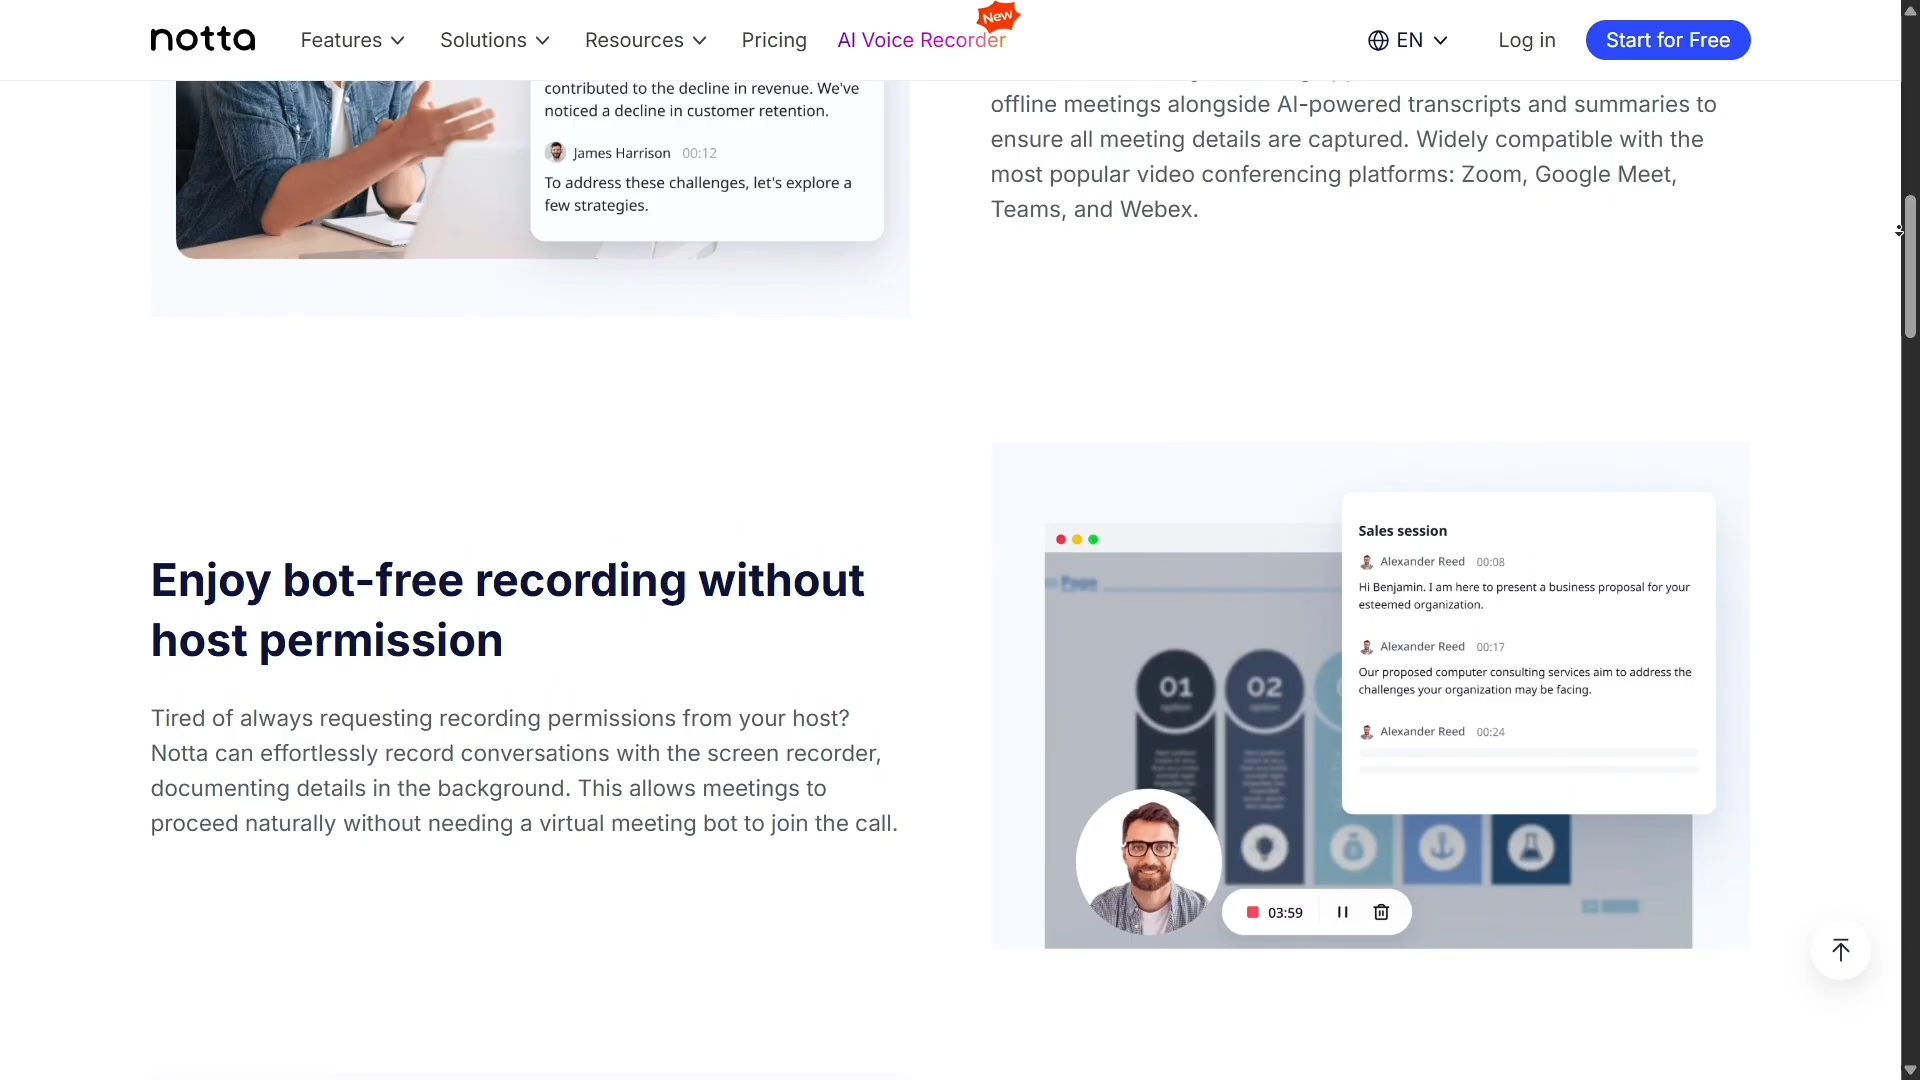 notta
Features
Solutions
Resources
Pricing
AI Voice Recorder
New
EN
Log in
Start for Free
contributed to the decline in revenue. We've
noticed a decline in customer retention.
James Harrison 00:12
To address these challenges, let's explore a
few strategies.
offline meetings alongside AI-powered transcripts and summaries to
ensure all meeting details are captured. Widely compatible with the
most popular video conferencing platforms: Zoom, Google Meet,
Teams, and Webex.
Enjoy bot-free recording without
host permission
Tired of always requesting recording permissions from your host?
Notta can effortlessly record conversations with the screen recorder,
documenting details in the background. This allows meetings to
proceed naturally without needing a virtual meeting bot to join the call.
Page
01
option
02
option
Sales session
Alexander Reed 00:08
Hi Benjamin. I am here to present a business proposal for your
esteemed organization.
Alexander Reed 00:17
Our proposed computer consulting services aim to address the
challenges your organization may be facing.
Alexander Reed 00:24
03:59